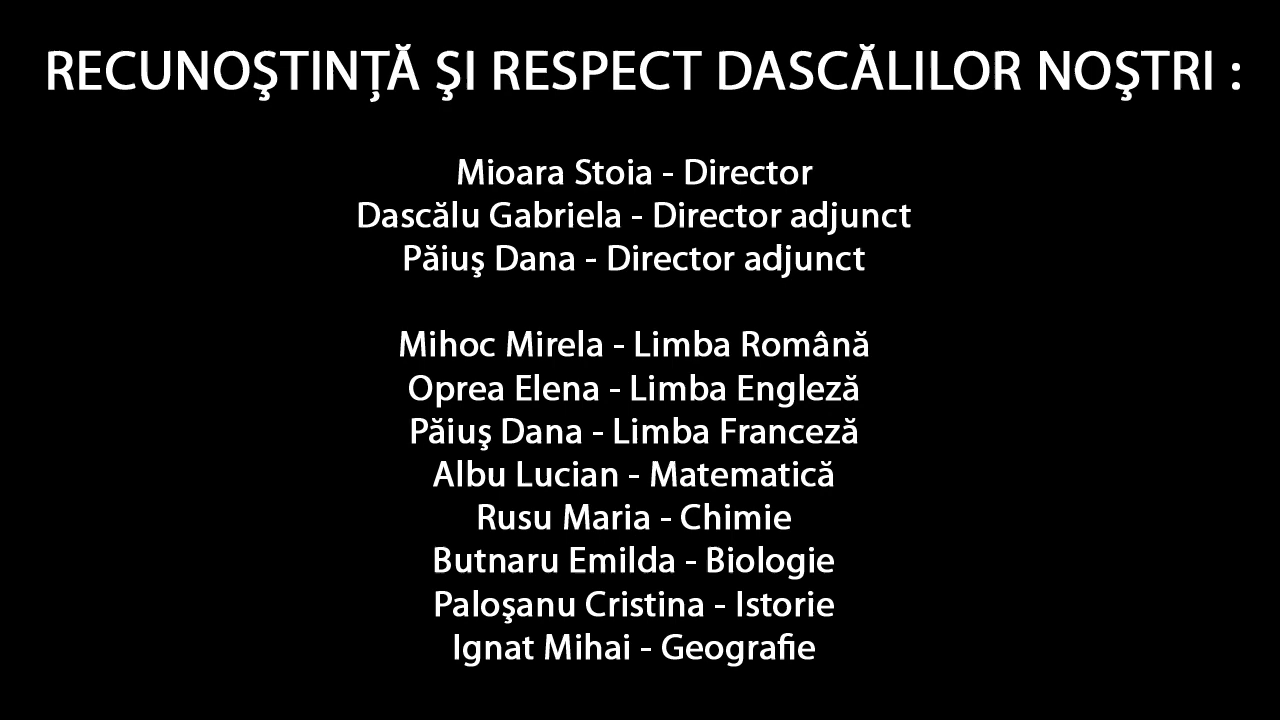 RECUNOŞTINŢĂ ŞI RESPECT DASCĂLILOR NOŞTRI :
Mioara Stoia - Director
Dascălu Gabriela - Director adjunct
Păiuş Dana - Director adjunct
Mihoc Mirela - Limba Română
Oprea Elena - Limba Engleză
Păiuş Dana - Limba Franceză
Albu Lucian - Matematică
Rusu Maria - Chimie
Butnaru Emilda - Biologie
Paloşanu Cristina - Istorie
Ignat Mihai - Geografie